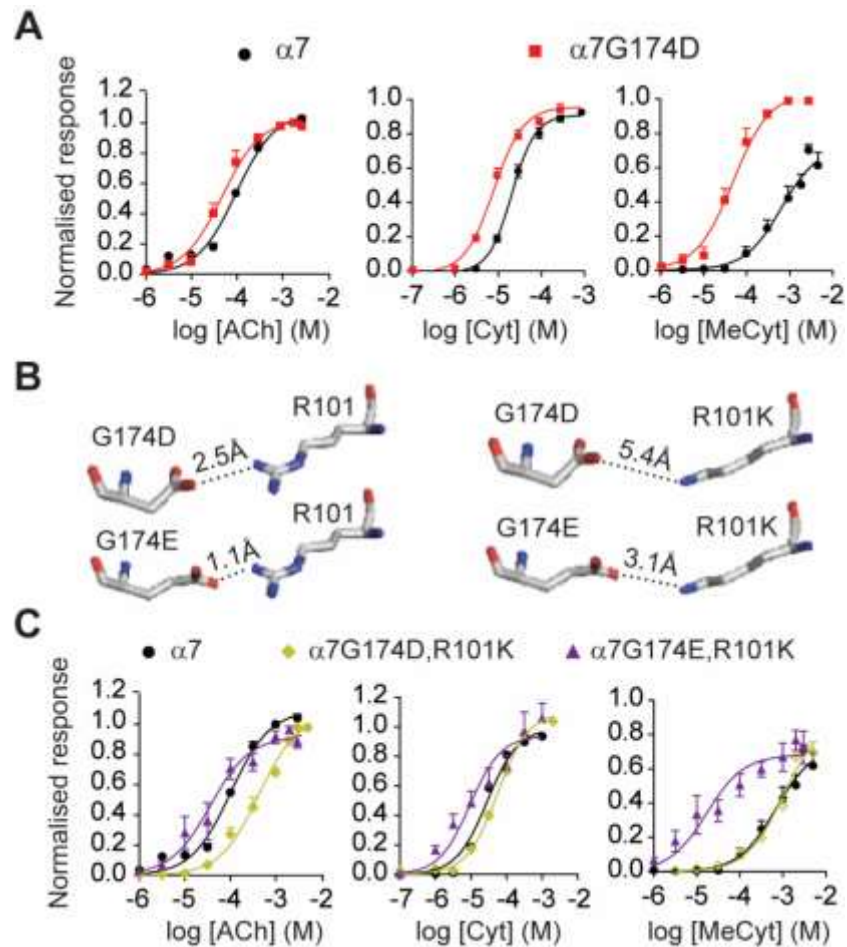 A
α7 α7G174D
Normalised response
1.2 1.0 0.8 0.6 0.4 0.2 0.0
-6 -5 -4 -3 -2
log [ACh] (M)
1.0 0.8 0.6 0.4 0.2 0.0
-7 -6 -5 -4 -3
log [Cyt] (M)
1.0 0.8 0.6 0.4 0.2 0.0
-6 -5 -4 -3 -2
log [MeCyt] (M)
B
G174D 2.5Å R101
G174E 1.1Å R101
G174D 5.4Å R101K
G174E 3.1Å R101K
C
α7 α7G174D,R101K α7G174E,R101K
Normalised response
1.2 1.0 0.8 0.6 0.4 0.2 0.0
-6 -5 -4 -3 -2
log [ACh] (M)
1.2 1.0 0.8 0.6 0.4 0.2 0.0
-7 -6 -5 -4 -3 -2
log [Cyt] (M)
1.0 0.8 0.6 0.4 0.2 0.0
-6 -5 -4 -3 -2
log [MeCyt] (M)